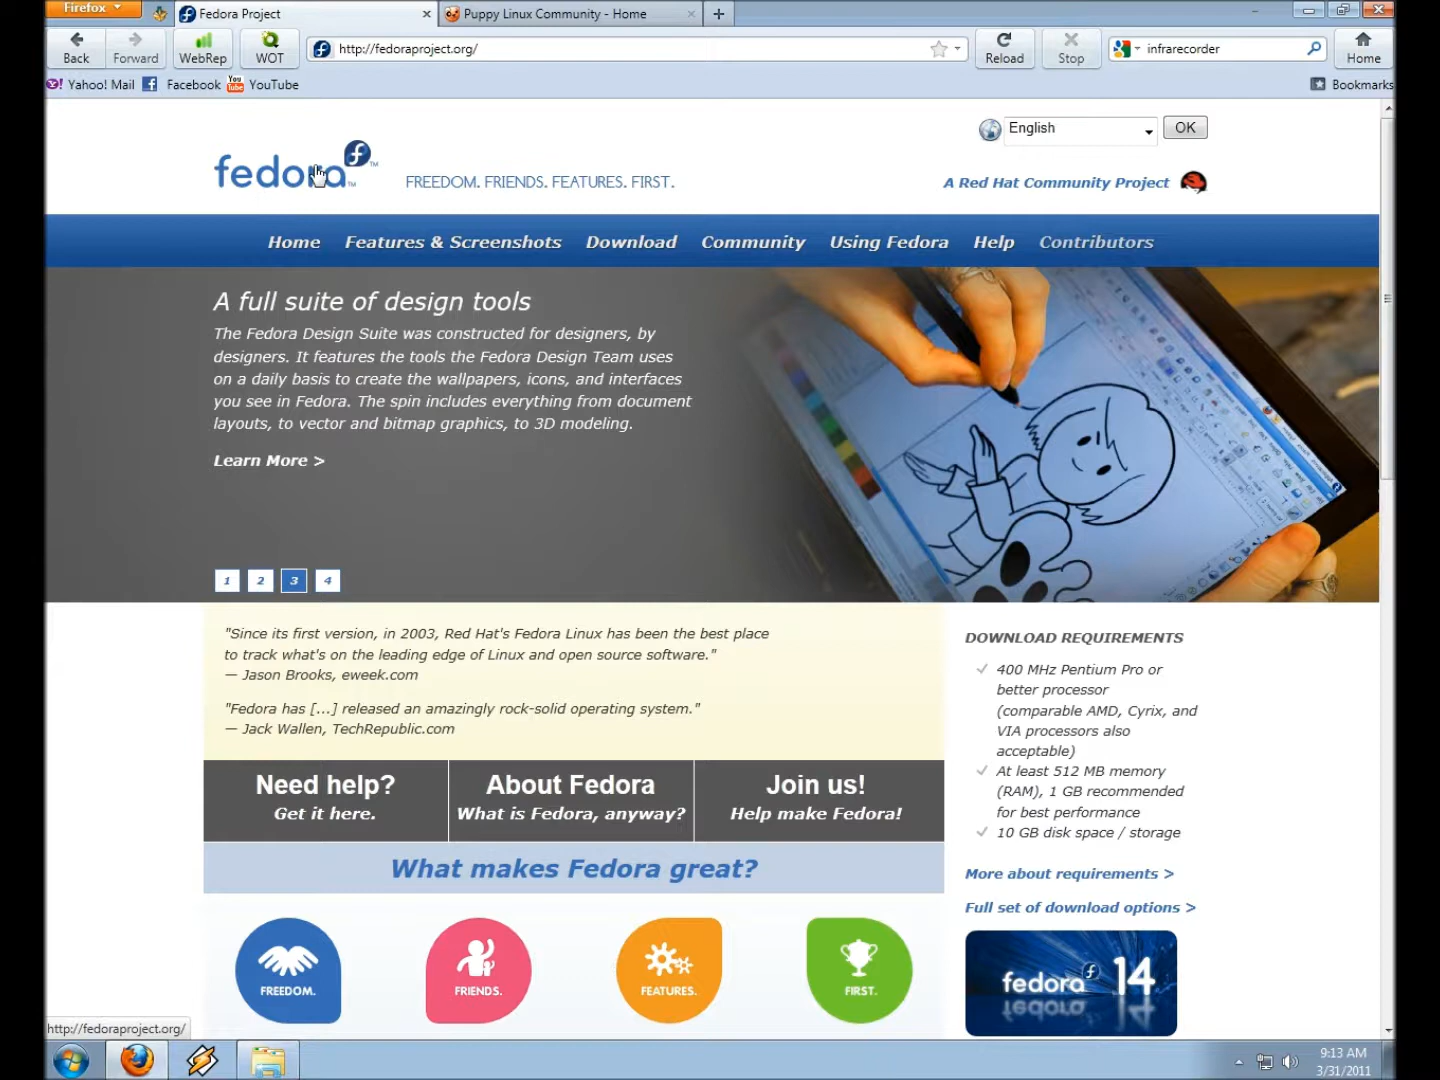 Firefox
Fedora Project
Puppy Linux Community - Home
Back
Forward
WebRep
WOT
http://fedoraproject.org/
Reload
Stop
infrarecorder
Home
Yahoo! Mail
Facebook
YouTube
Bookmarks
English
OK
fedora
FREEDOM. FRIENDS. FEATURES. FIRST.
A Red Hat Community Project
Home
Features & Screenshots
Download
Community
Using Fedora
Help
Contributors
A full suite of design tools
The Fedora Design Suite was constructed for designers, by
designers. It features the tools the Fedora Design Team uses
on a daily basis to create the wallpapers, icons, and interfaces
you see in Fedora. The spin includes everything from document
layouts, to vector and bitmap graphics, to 3D modeling.
Learn More >
1
2
3
4
"Since its first version, in 2003, Red Hat's Fedora Linux has been the best place
to track what's on the leading edge of Linux and open source software."
— Jason Brooks, eweek.com
"Fedora has [...] released an amazingly rock-solid operating system."
— Jack Wallen, TechRepublic.com
DOWNLOAD REQUIREMENTS
400 MHz Pentium Pro or
better processor
(comparable AMD, Cyrix, and
VIA processors also
acceptable)
At least 512 MB memory
(RAM), 1 GB recommended
for best performance
10 GB disk space / storage
More about requirements >
Full set of download options >
fedora 14
Need help?
Get it here.
About Fedora
What is Fedora, anyway?
Join us!
Help make Fedora!
What makes Fedora great?
FREEDOM.
FRIENDS.
FEATURES.
FIRST.
http://fedoraproject.org/
9:13 AM
3/31/2011